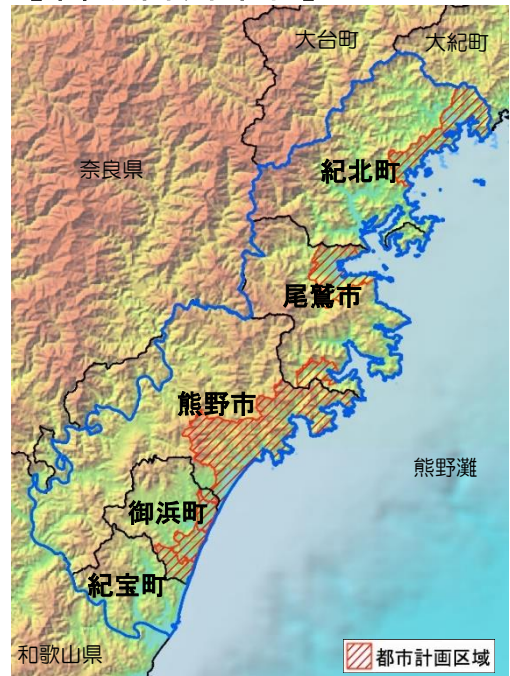 大台町
大紀町
奈良県
紀北町
尾鷲市
熊野市
熊野灘
御浜町
紀宝町
和歌山県
都市計画区域